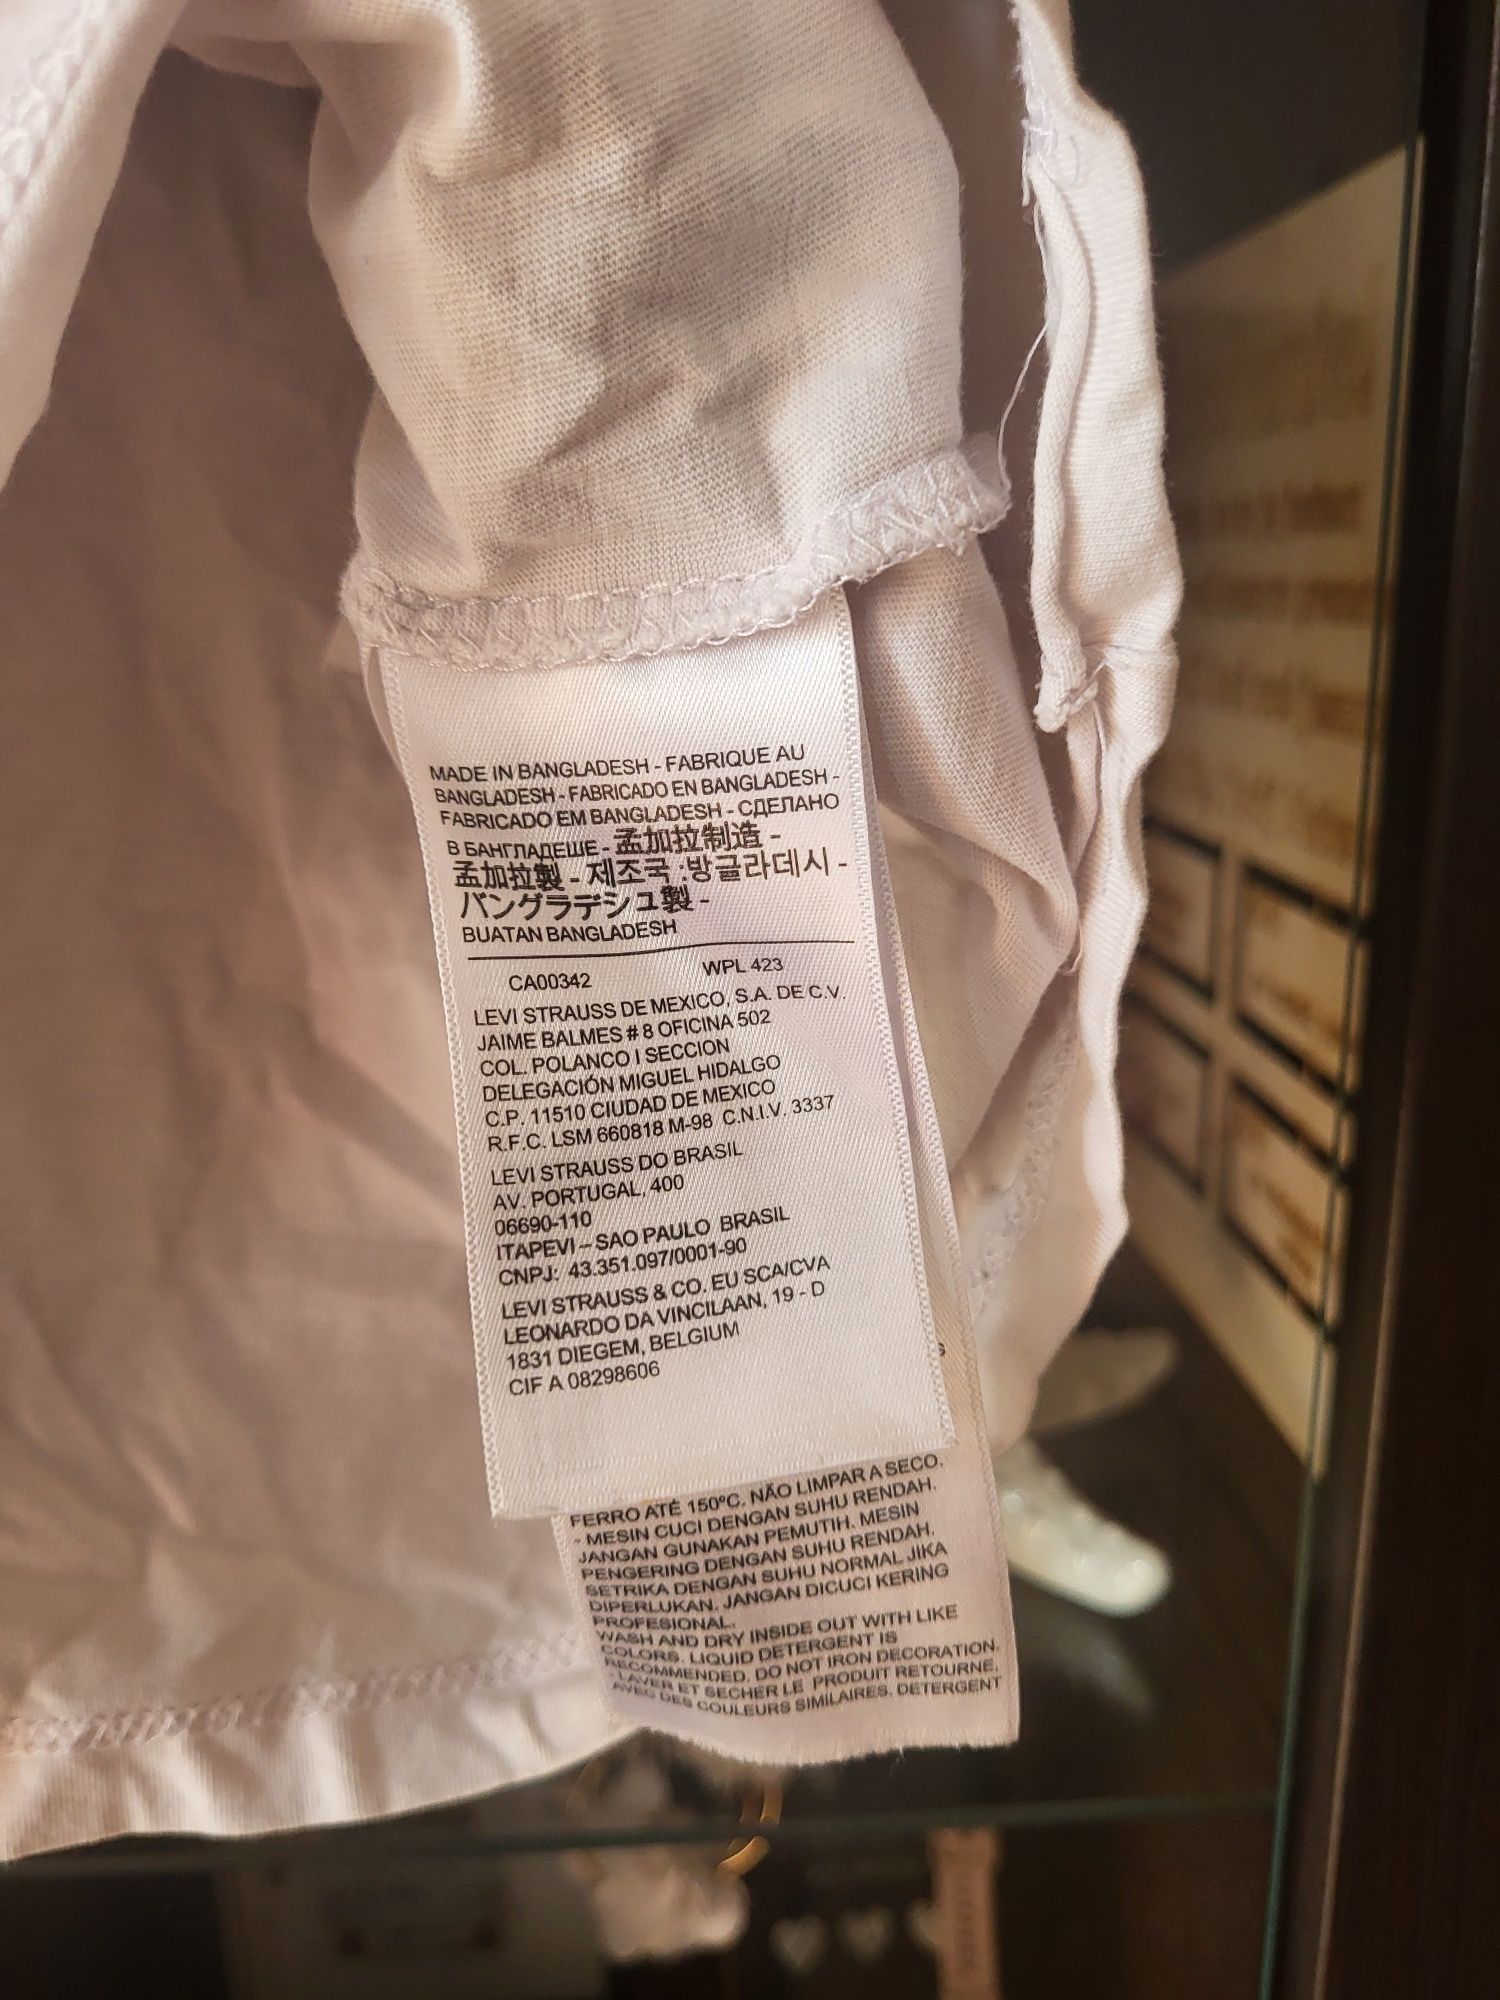 MADE IN BANGLADESH - FABRIQUE AU
BANGLADESH - FABRICADO EN BANGLADESH -
FABRICADO EM BANGLADESH - СДЕЛАНО
В БАНГЛАДЕШЕ - 孟加拉制造 -
孟加拉製 - 제조국 :방글라데시 -
バングラデシュ製 -
BUATAN BANGLADESH
CA00342 WPL 423
LEVI STRAUSS DE MEXICO, S.A. DE C.V.
JAIME BALMES # 8 OFICINA 502
COL. POLANCO I SECCION
DELEGACIÓN MIGUEL HIDALGO
C.P. 11510 CIUDAD DE MEXICO
R.F.C. LSM 660818 M-98 C.N.I.V. 3337
LEVI STRAUSS DO BRASIL
AV. PORTUGAL, 400
06690-110
ITAPEVI – SAO PAULO BRASIL
CNPJ: 43.351.097/0001-90
LEVI STRAUSS & CO. EU SCA/CVA
LEONARDO DA VINCILAAN, 19 - D
1831 DIEGEM, BELGIUM
CIF A 08298606
FERRO ATÉ 150ºC. NÃO LIMPAR A SECO.
- MESIN CUCI DENGAN SUHU RENDAH.
JANGAN GUNAKAN PEMUTIH. MESIN
PENGERING DENGAN SUHU RENDAH.
SETRIKA DENGAN SUHU NORMAL JIKA
DIPERLUKAN. JANGAN DICUCI KERING
PROFESIONAL.
WASH AND DRY INSIDE OUT WITH LIKE
COLORS. LIQUID DETERGENT IS
RECOMMENDED. DO NOT IRON DECORATION.
- LAVER ET SECHER LE PRODUIT RETOURNE,
AVEC DES COULEURS SIMILAIRES. DETERGENT